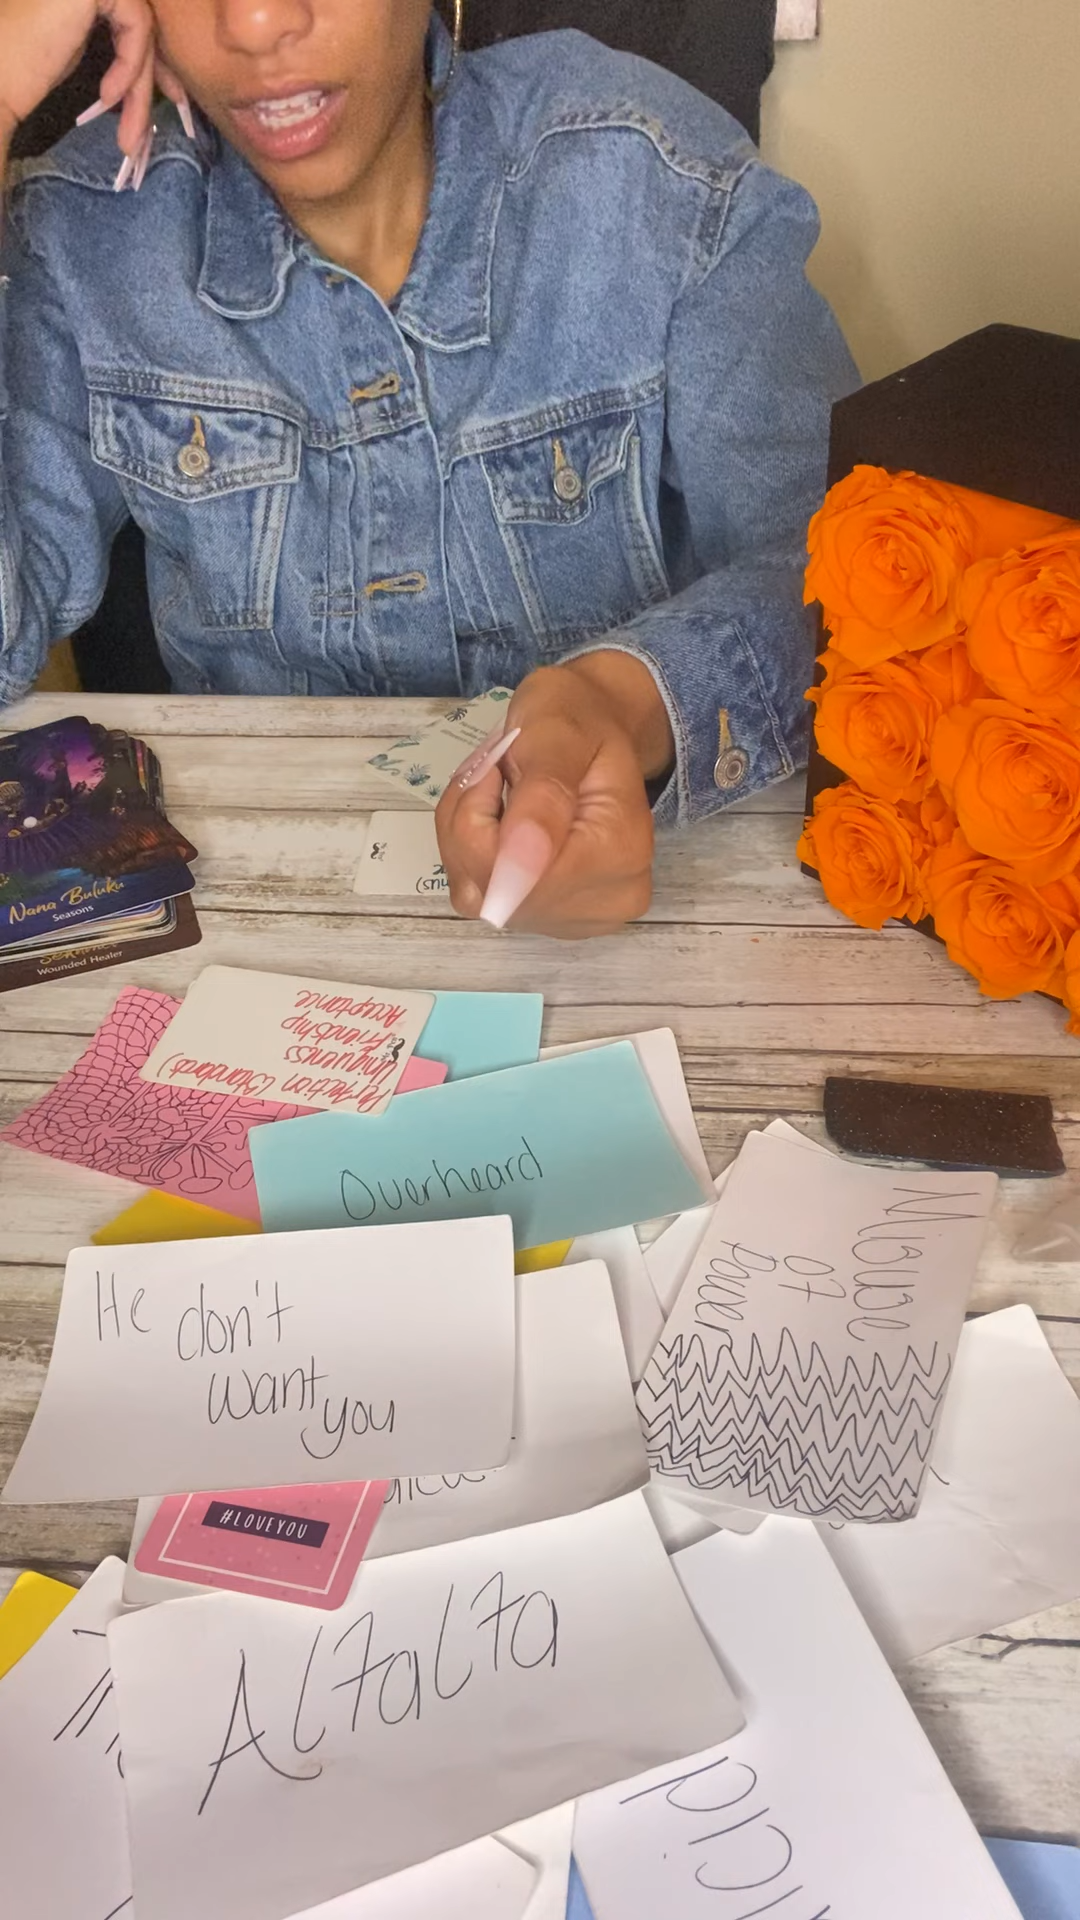 Nana Buluku
Seasons
Wounded Healer
Perfection (Standard)
Uniqueness
Friendship
Acceptance
Overheard
He don't
want
you
Misuse
of
Power
#LOVEYOU
Alfalfa